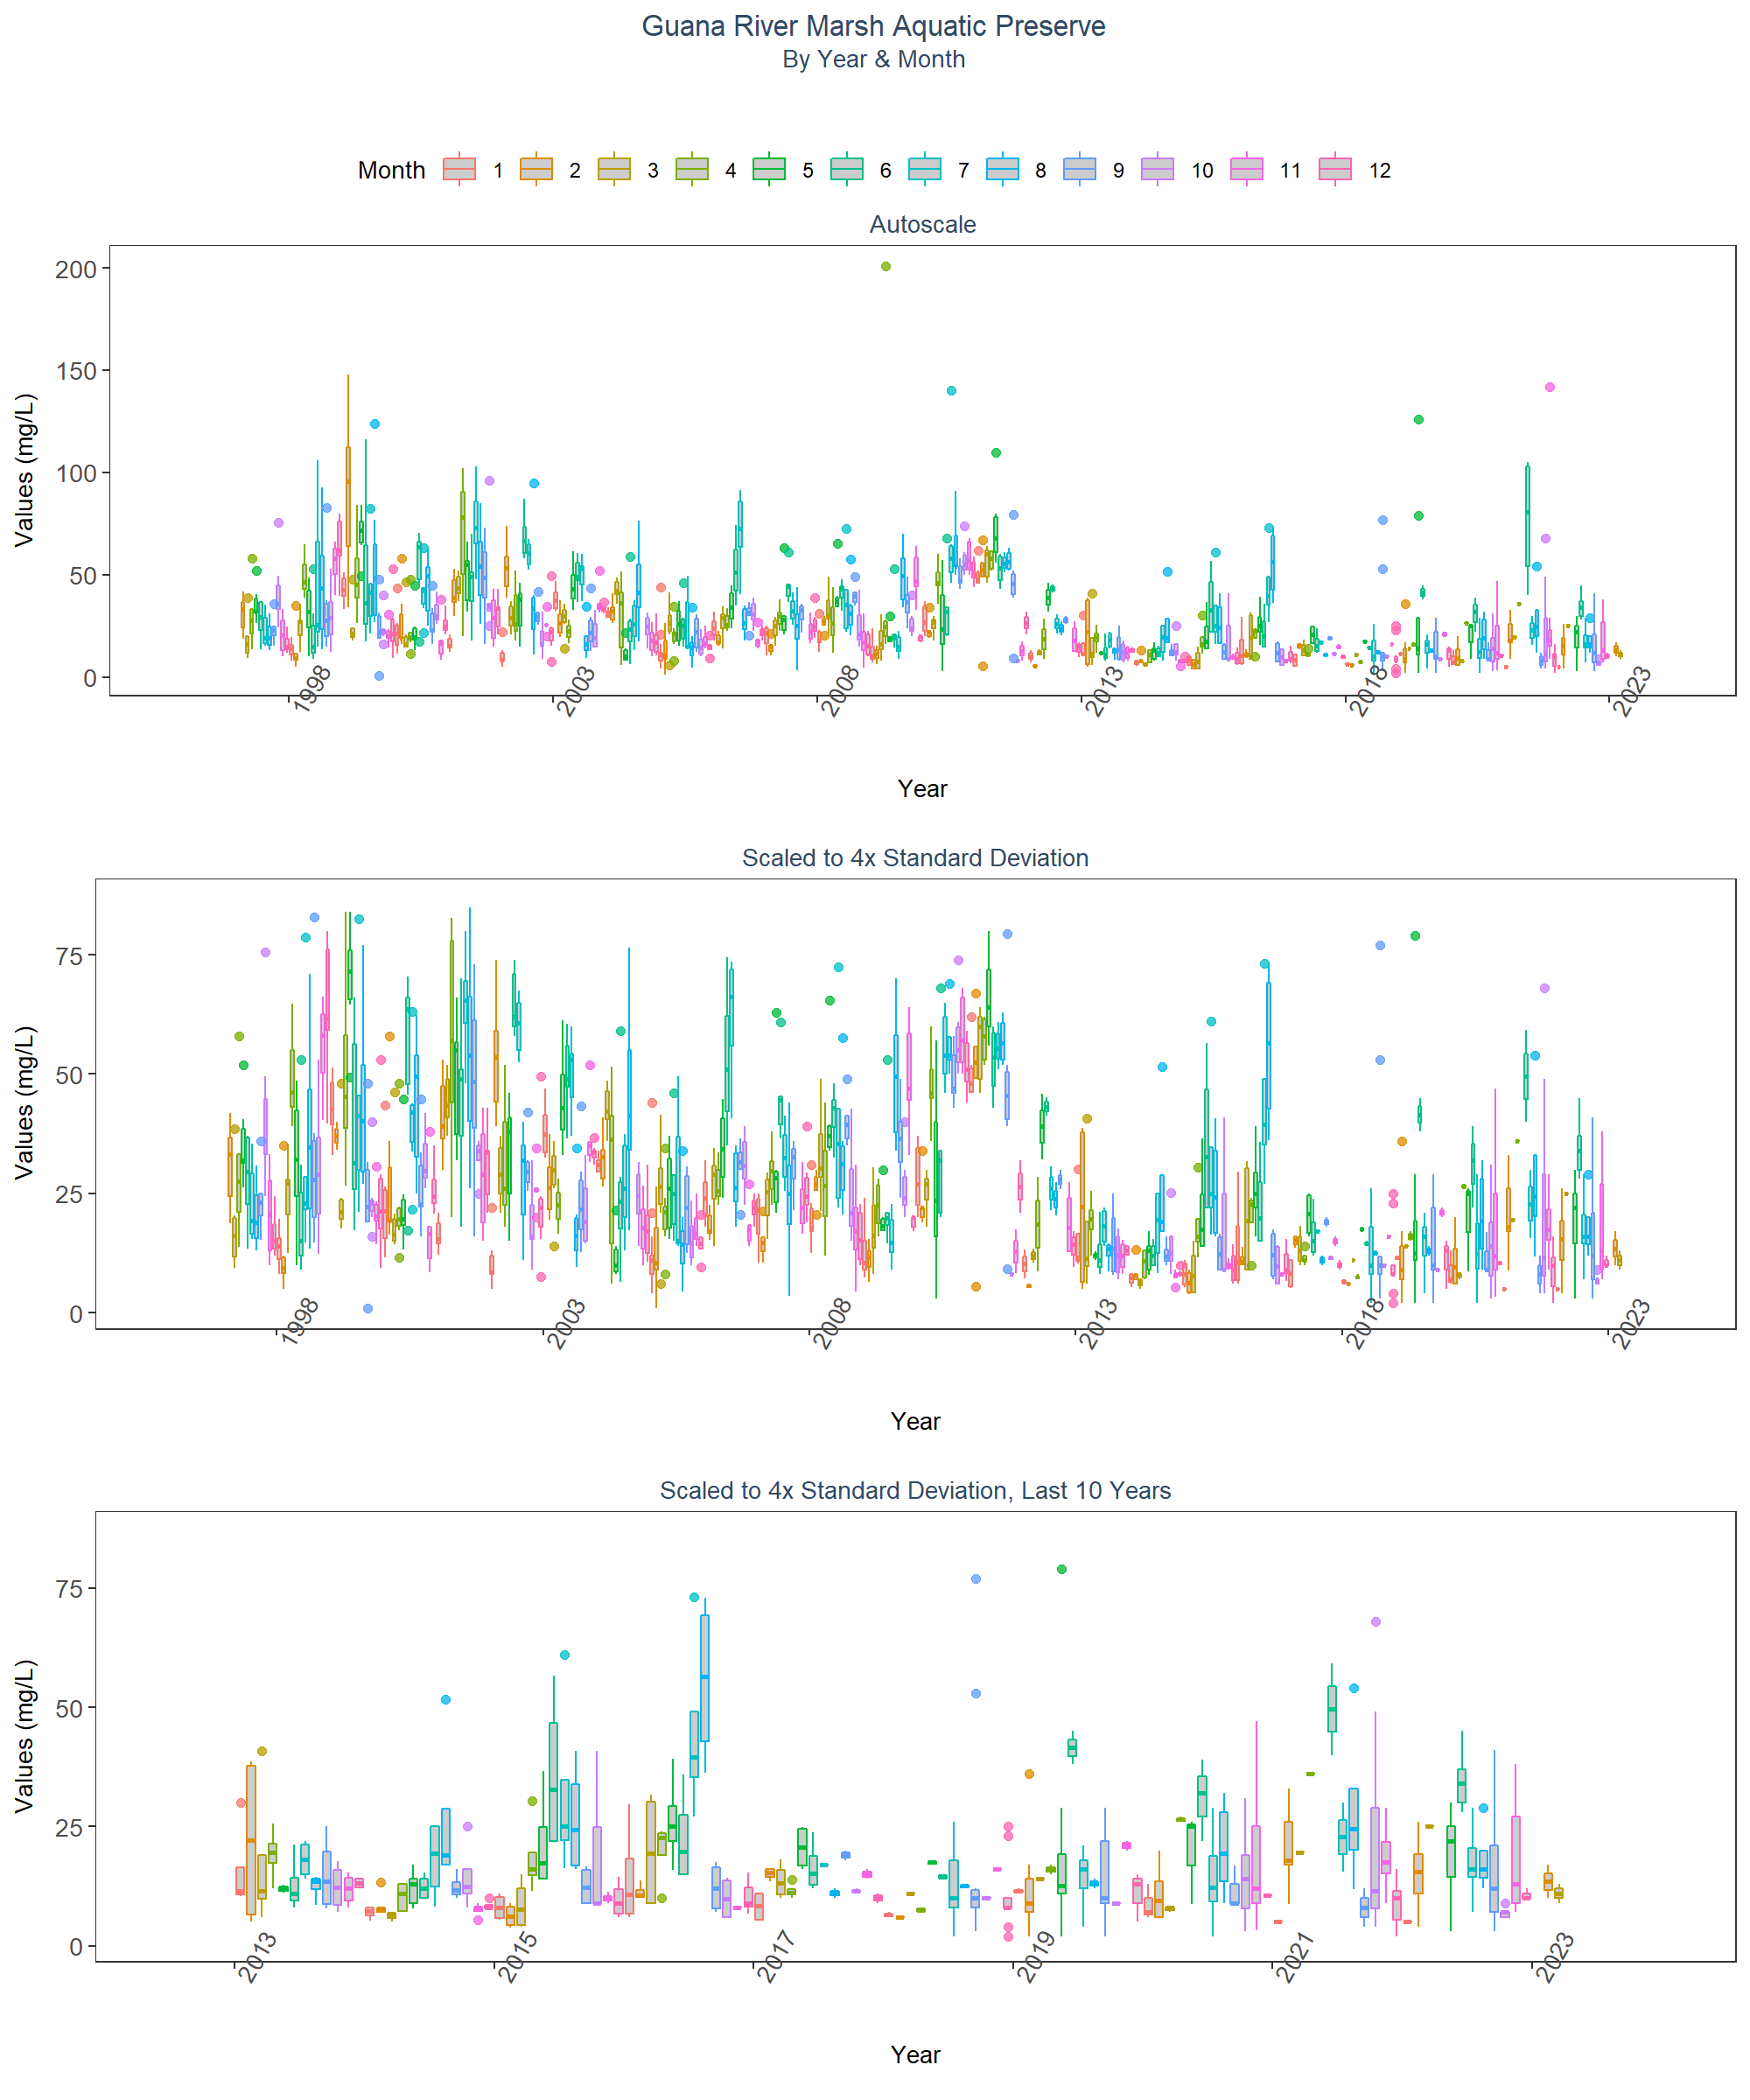 Guana River Marsh Aquatic Preserve
By Year & Month
Month 1 2 3 4 5 6 7 8 9 10 11 12
Autoscale
Values (mg/L)
200
150
100
50
0
1998 2003 2008 2013 2018 2023
Year
Scaled to 4x Standard Deviation
Values (mg/L)
75
50
25
0
1998 2003 2008 2013 2018 2023
Year
Scaled to 4x Standard Deviation, Last 10 Years
Values (mg/L)
75
50
25
0
2013 2015 2017 2019 2021 2023
Year